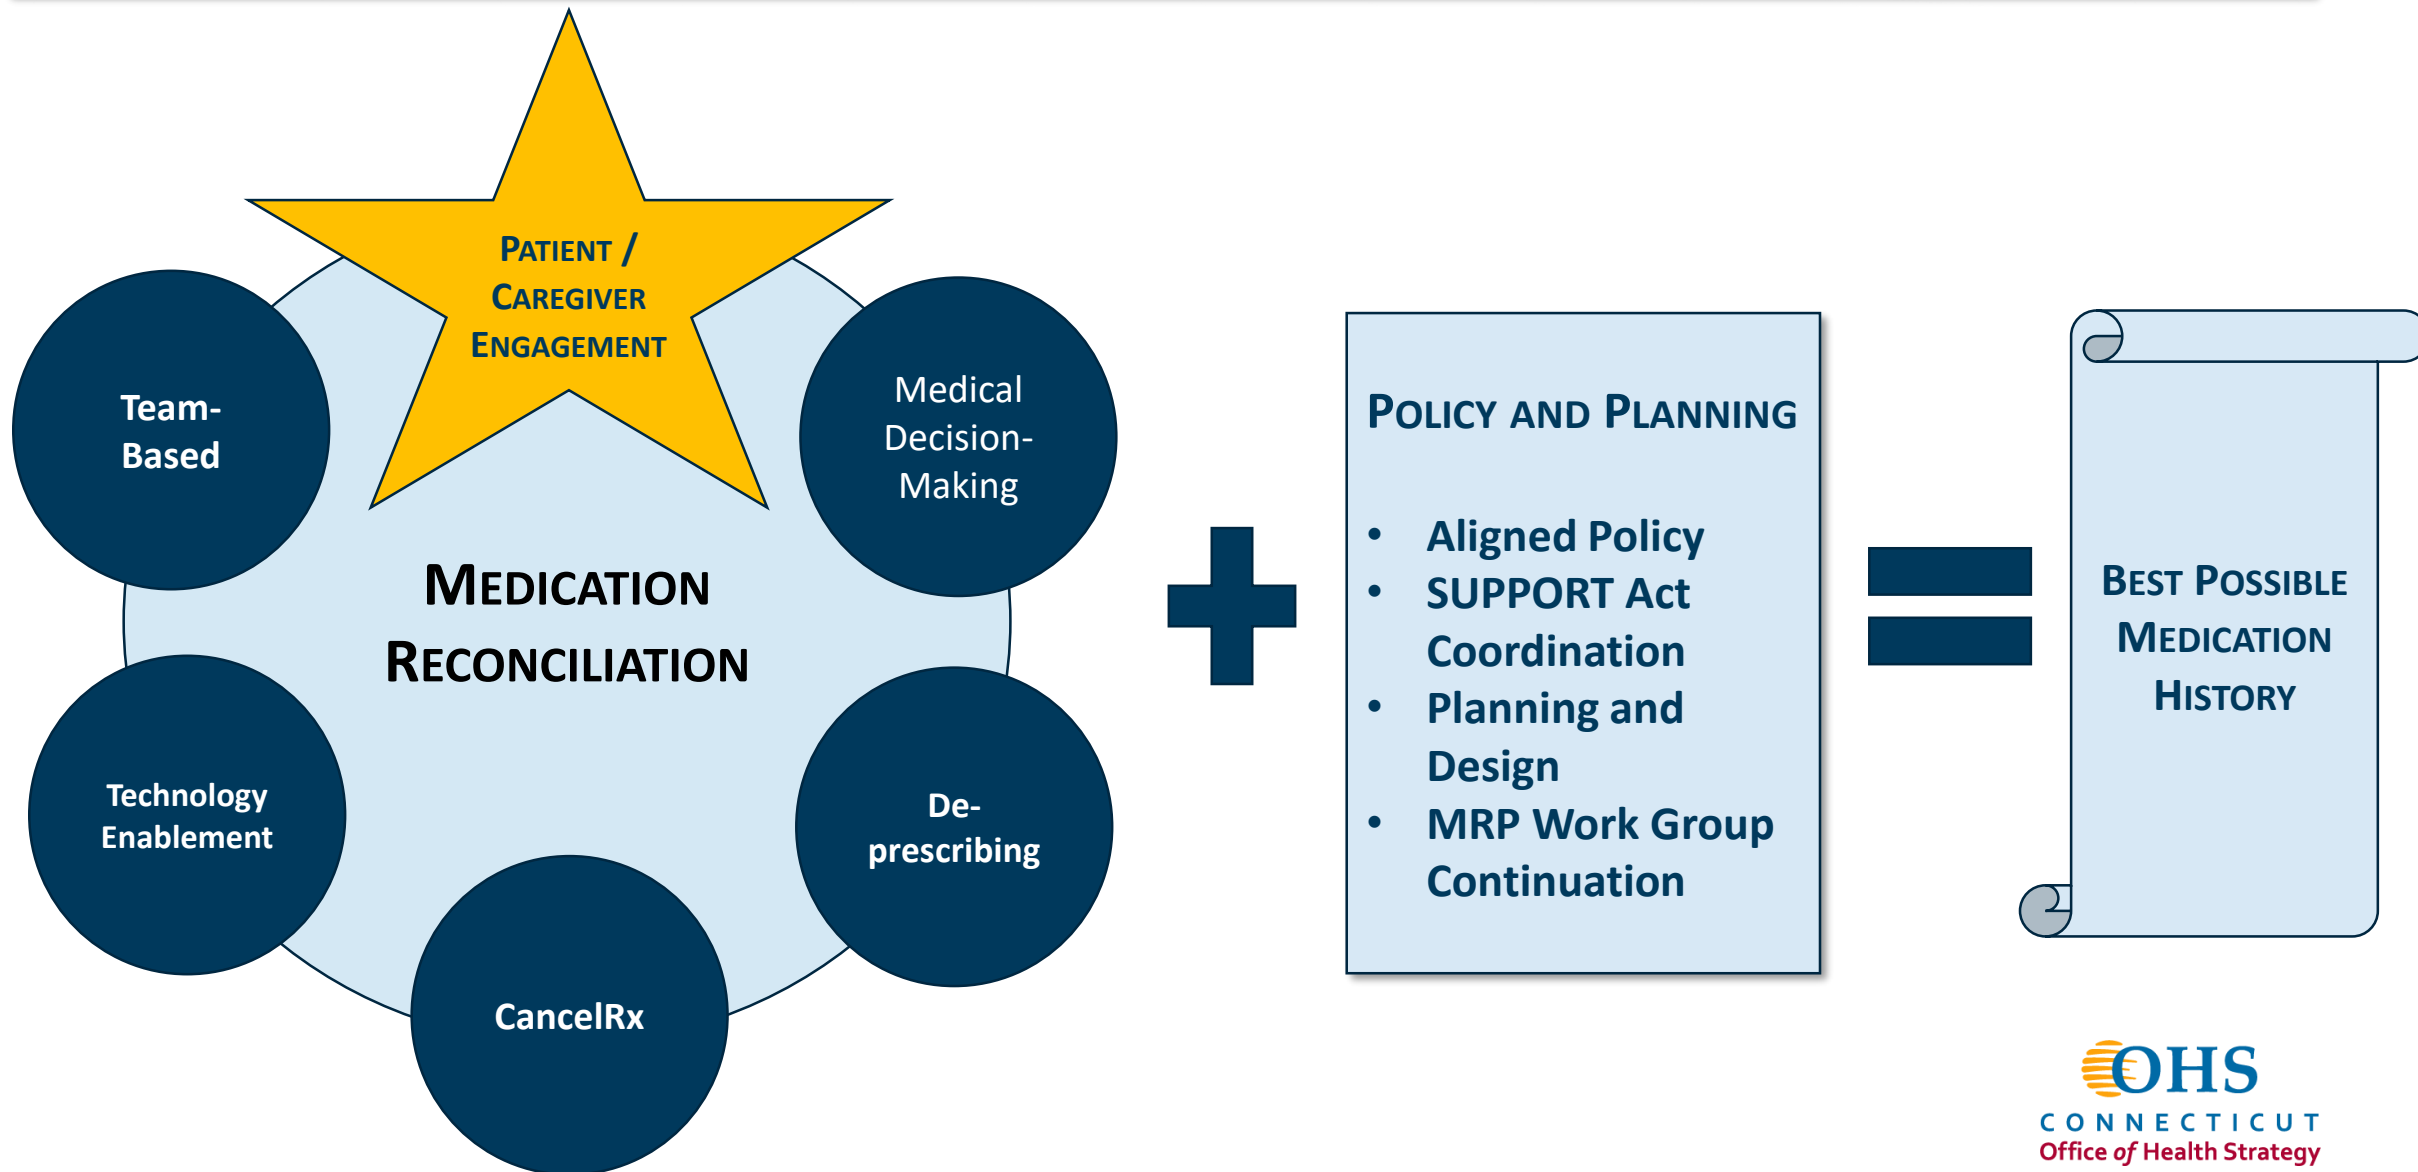 PATIENT /
CAREGIVER
ENGAGEMENT
Team-
Based
Medical
Decision-
Making
MEDICATION
RECONCILIATION
Technology
Enablement
De-
prescribing
CancelRx
POLICY AND PLANNING
• Aligned Policy
• SUPPORT Act
Coordination
• Planning and
Design
• MRP Work Group
Continuation
BEST POSSIBLE
MEDICATION
HISTORY
OHS
CONNECTICUT
Office of Health Strategy